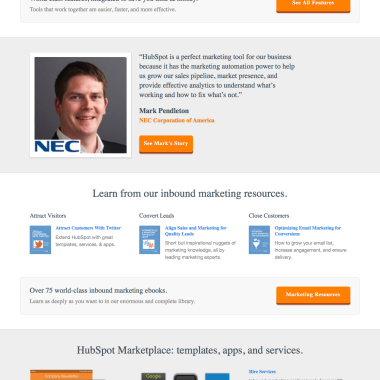 Tools that work together are easier, faster, and more effective.
See All Features
“HubSpot is a perfect marketing tool for our business
because it has the marketing automation power to help
us grow our sales pipeline, market presence, and
provide effective analytics to understand what’s
working and how to fix what’s not.”
Mark Pendleton
NEC Corporation of America
See Mark's Story
NEC
Learn from our inbound marketing resources.
Attract Visitors
Attract Customers With Twitter
Extend HubSpot with great
templates, services, & apps.
Convert Leads
Align Sales and Marketing for
Quality Leads
Short but inspirational nuggets of
marketing knowledge, all by
leading marketing experts.
Close Customers
Optimizing Email Marketing for
Conversions
How to grow your email list,
increase engagement, and ensure
delivery.
Over 75 world-class inbound marketing ebooks.
Learn as deeply as you want to in our enormous and complete library.
Marketing Resources
HubSpot Marketplace: templates, apps, and services.
Company Newsletter
Google
Hire Services